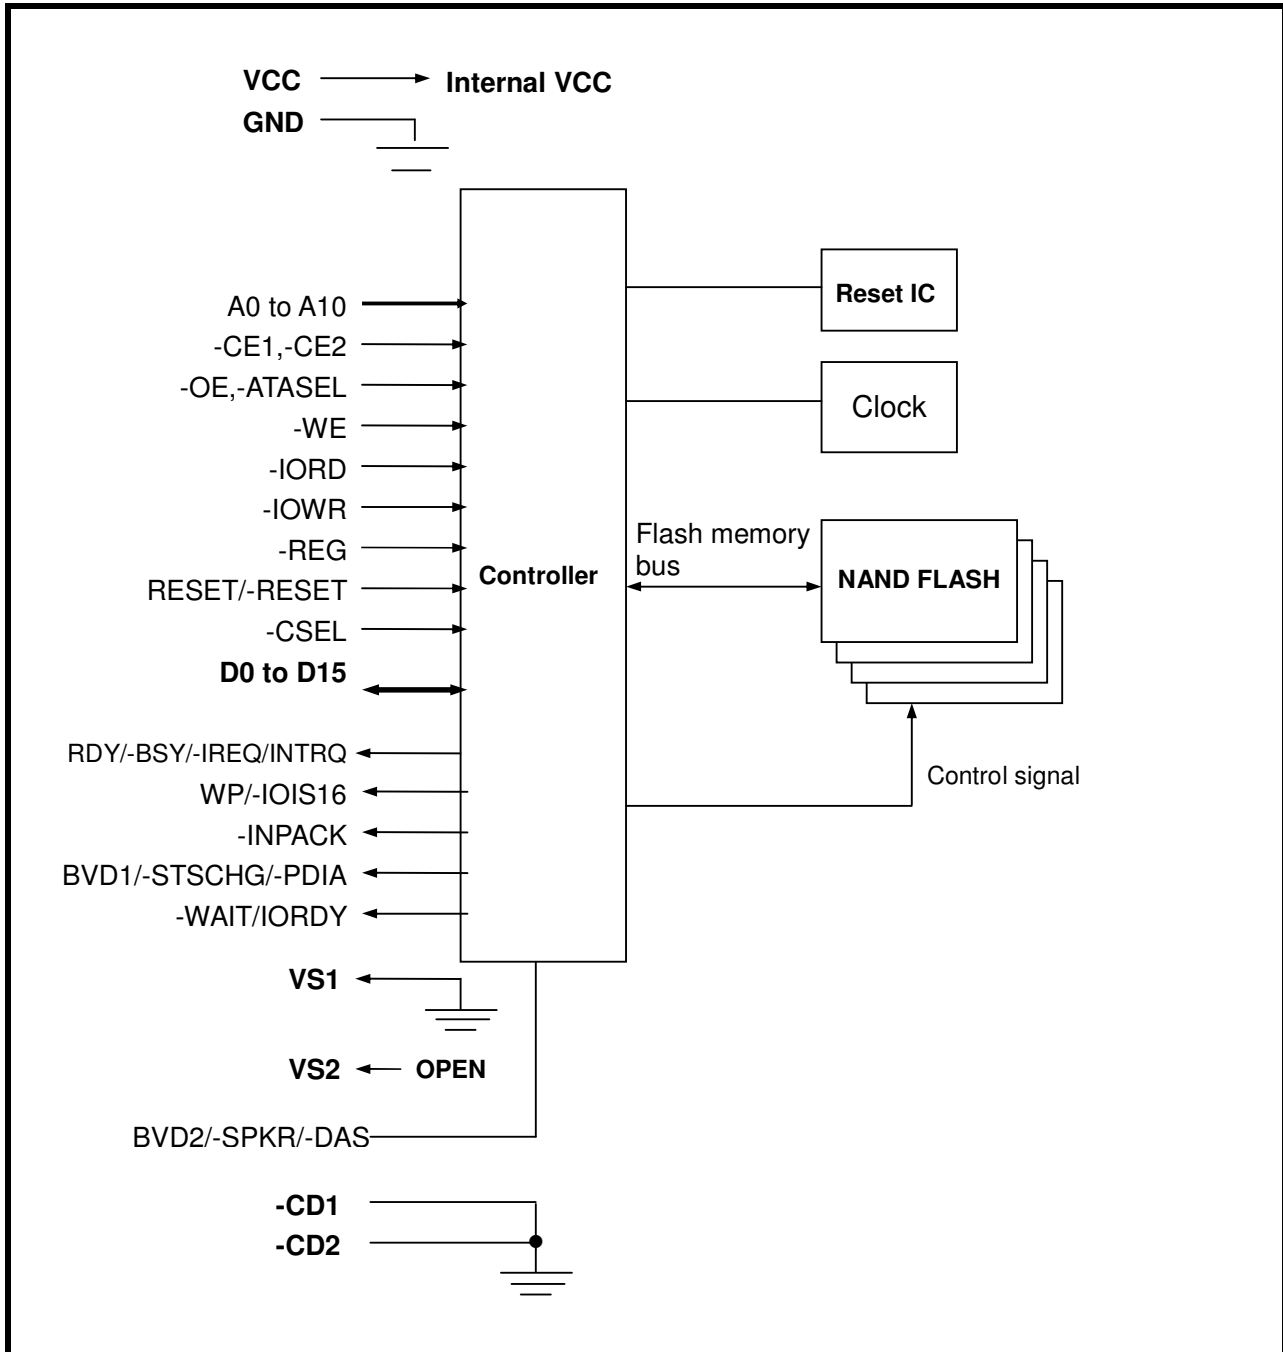 VCC
Internal VCC
GND
A0 to A10
-CE1,-CE2
-OE,-ATASEL
-WE
-IORD
-IOWR
-REG
RESET/-RESET
-CSEL
D0 to D15
RDY/-BSY/-IREQ/INTRQ
WP/-IOIS16
-INPACK
BVD1/-STSCHG/-PDIA
-WAIT/IORDY
VS1
VS2
OPEN
BVD2/-SPKR/-DAS
-CD1
-CD2
Controller
Reset IC
Clock
Flash memory
bus
NAND FLASH
Control signal